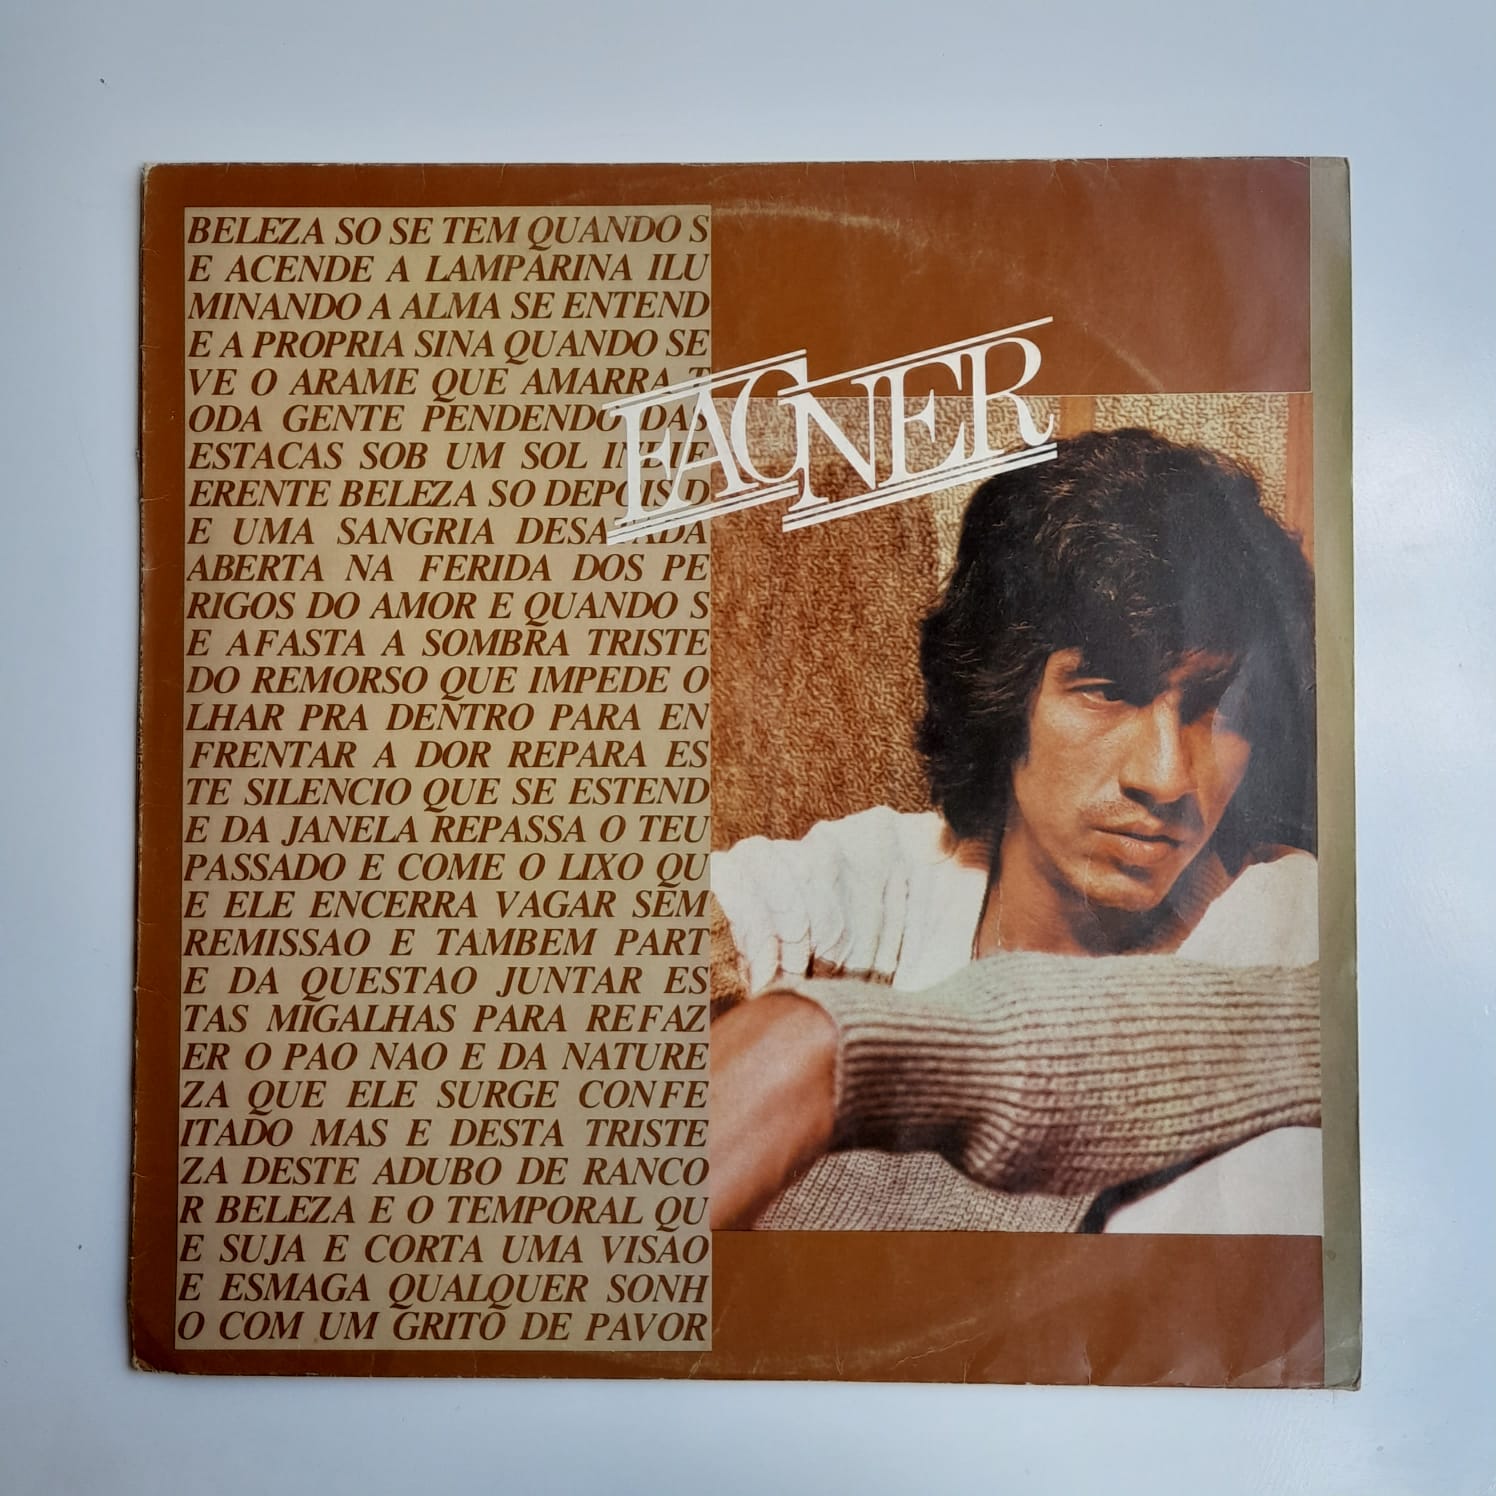 BELEZA SO SE TEM QUANDO S
E ACENDE A LAMPARINA ILU
MINANDO A ALMA SE ENTEND
E A PROPRIA SINA QUANDO SE
VE O ARAME QUE AMARRA T
ODA GENTE PENDENDO DAS
ESTACAS SOB UM SOL INDIF
ERENTE BELEZA SO DEPOIS D
E UMA SANGRIA DESATADA
ABERTA NA FERIDA DOS PE
RIGOS DO AMOR E QUANDO S
E AFASTA A SOMBRA TRISTE
DO REMORSO QUE IMPEDE O
LHAR PRA DENTRO PARA EN
FRENTAR A DOR REPARA ES
TE SILENCIO QUE SE ESTEND
E DA JANELA REPASSA O TEU
PASSADO E COME O LIXO QU
E ELE ENCERRA VAGAR SEM
REMISSAO E TAMBEM PART
E DA QUESTAO JUNTAR ES
TAS MIGALHAS PARA REFAZ
ER O PAO NAO E DA NATURE
ZA QUE ELE SURGE CONFE
ITADO MAS E DESTA TRISTE
ZA DESTE ADUBO DE RANCO
R BELEZA E O TEMPORAL QU
E SUJA E CORTA UMA VISAO
E ESMAGA QUALQUER SONH
O COM UM GRITO DE PAVOR
FAGNER